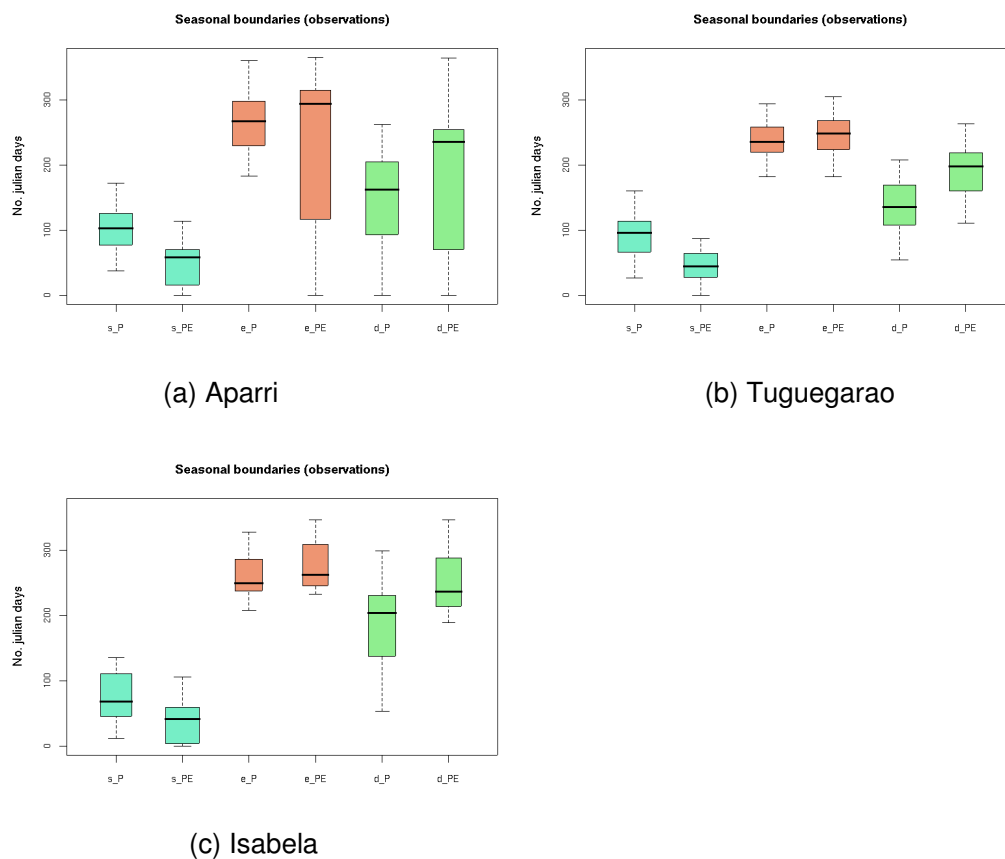 Seasonal boundaries (observations)
No. julian days
300
200
100
0
s_P s_PE e_P e_PE d_P d_PE
(a) Aparri
Seasonal boundaries (observations)
No. julian days
300
200
100
0
s_P s_PE e_P e_PE d_P d_PE
(b) Tuguegarao
Seasonal boundaries (observations)
No. julian days
300
200
100
0
s_P s_PE e_P e_PE d_P d_PE
(c) Isabela